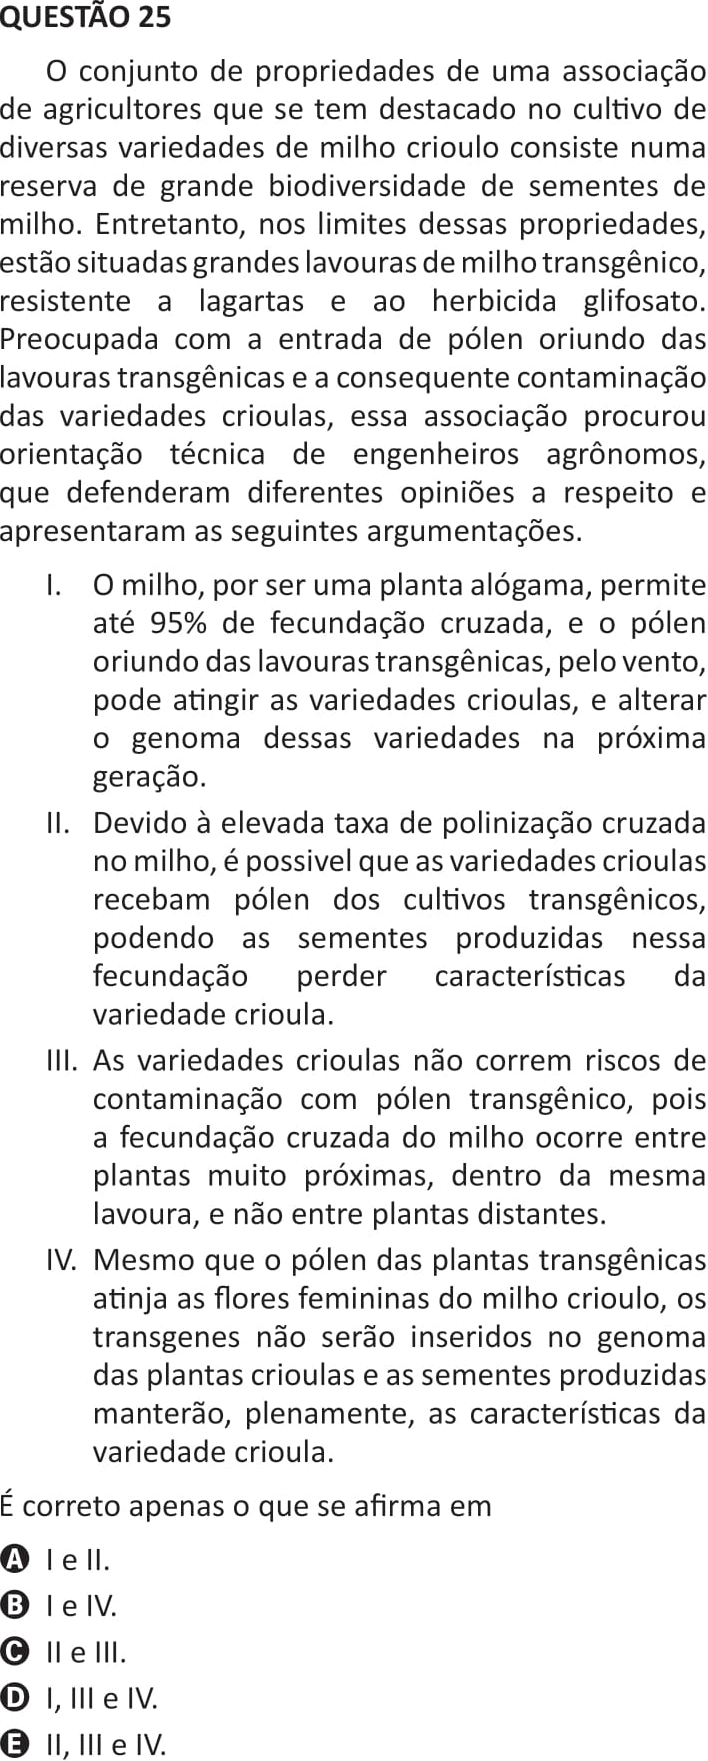 QUESTÃO 25
O conjunto de propriedades de uma associação
de agricultores que se tem destacado no cultivo de
diversas variedades de milho crioulo consiste numa
reserva de grande biodiversidade de sementes de
milho. Entretanto, nos limites dessas propriedades,
estão situadas grandes lavouras de milho transgênico,
resistente a lagartas e ao herbicida glifosato.
Preocupada com a entrada de pólen oriundo das
lavouras transgênicas e a consequente contaminação
das variedades crioulas, essa associação procurou
orientação técnica de engenheiros agrônomos,
que defenderam diferentes opiniões a respeito e
apresentaram as seguintes argumentações.
I. O milho, por ser uma planta alógama, permite
até 95% de fecundação cruzada, e o pólen
oriundo das lavouras transgênicas, pelo vento,
pode atingir as variedades crioulas, e alterar
o genoma dessas variedades na próxima
geração.
II. Devido à elevada taxa de polinização cruzada
no milho, é possivel que as variedades crioulas
recebam pólen dos cultivos transgênicos,
podendo as sementes produzidas nessa
fecundação perder características da
variedade crioula.
III. As variedades crioulas não correm riscos de
contaminação com pólen transgênico, pois
a fecundação cruzada do milho ocorre entre
plantas muito próximas, dentro da mesma
lavoura, e não entre plantas distantes.
IV. Mesmo que o pólen das plantas transgênicas
atinja as flores femininas do milho crioulo, os
transgenes não serão inseridos no genoma
das plantas crioulas e as sementes produzidas
manterão, plenamente, as características da
variedade crioula.
É correto apenas o que se afirma em
A I e II.
B I e IV.
C II e III.
D I, III e IV.
E II, III e IV.